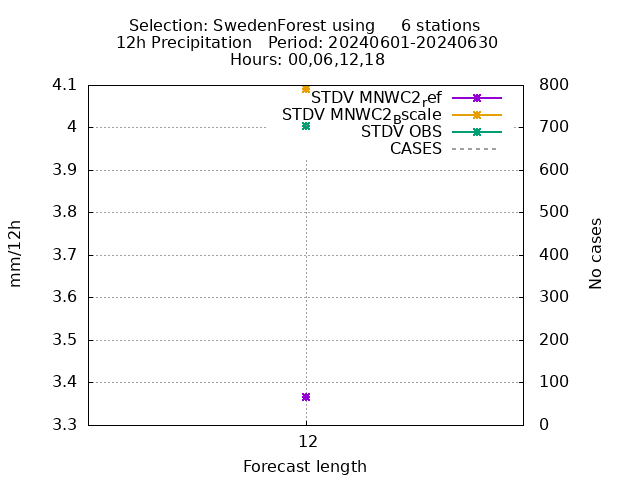 Selection: SwedenForest using     6 stations
12h Precipitation   Period: 20240601-20240630
Hours: 00,06,12,18
STDV MNWC2_ref
STDV MNWC2_Bscale
STDV OBS
CASES
4.1
4
3.9
3.8
3.7
3.6
3.5
3.4
3.3
800
700
600
500
400
300
200
100
0
mm/12h
No cases
12
Forecast length